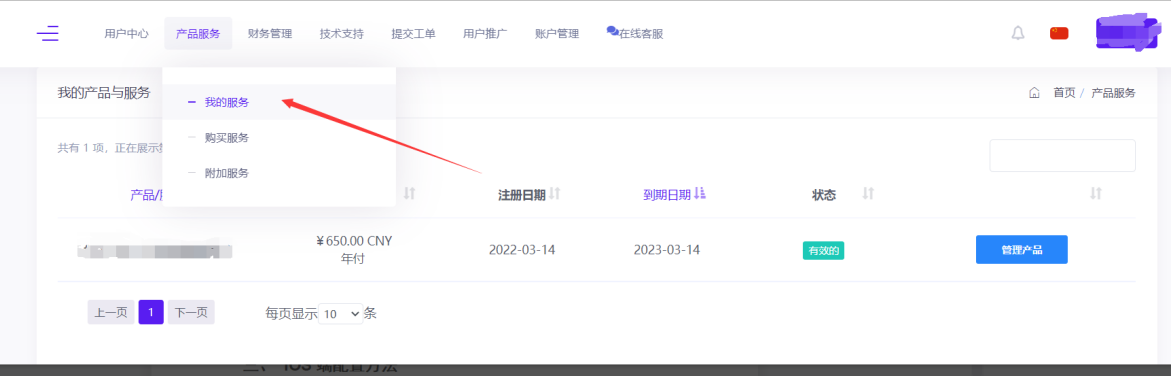 用户中心 产品服务 财务管理 技术支持 提交工单 用户推广 账户管理 在线客服
我的产品与服务 首页 / 产品服务
我的服务
购买服务
附加服务
共有 1 项，正在展示
产品/ 注册日期 到期日期 状态
￥650.00 CNY
年付
2022-03-14 2023-03-14 有效的 管理产品
上一页 1 下一页 每页显示 10 条
三、iOS 端配置方法